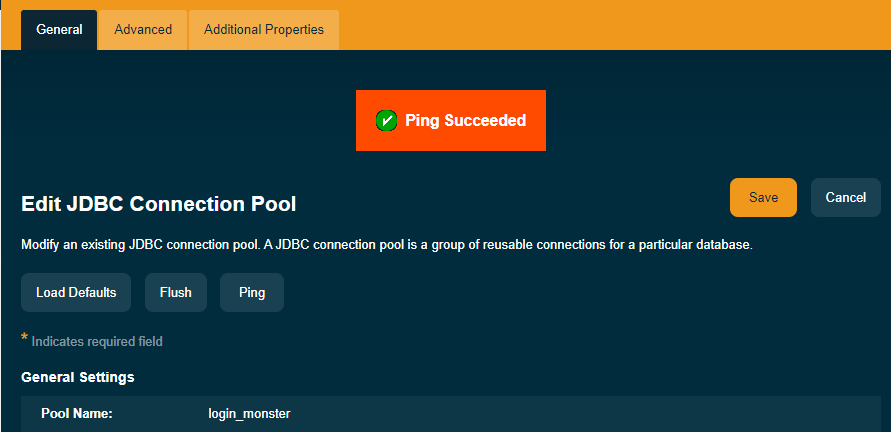 General Advanced Additional Properties
Ping Succeeded
Edit JDBC Connection Pool
Save Cancel
Modify an existing JDBC connection pool. A JDBC connection pool is a group of reusable connections for a particular database.
Load Defaults Flush Ping
* Indicates required field
General Settings
Pool Name: login_monster